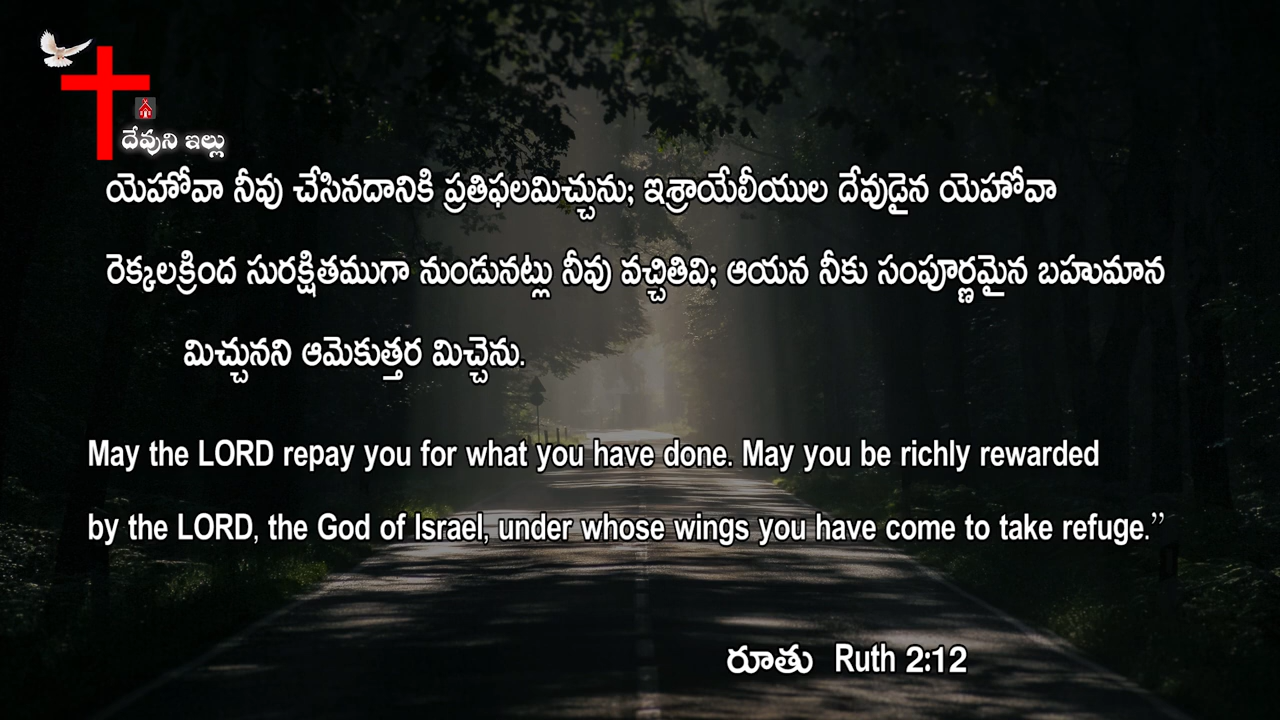 దేవుని ఇల్లు
యెహోవా నీవు చేసినదానికి ప్రతిఫలమిచ్చును; ఇశ్రాయేలీయుల దేవుడైన యెహోవా
రెక్కలక్రింద సురక్షితముగా నుండునట్లు నీవు వచ్చితివి; ఆయన నీకు సంపూర్ణమైన బహుమాన
మిచ్చునని ఆమెకుత్తర మిచ్చెను.
May the LORD repay you for what you have done. May you be richly rewarded
by the LORD, the God of Israel, under whose wings you have come to take refuge.”
రూతు Ruth 2:12